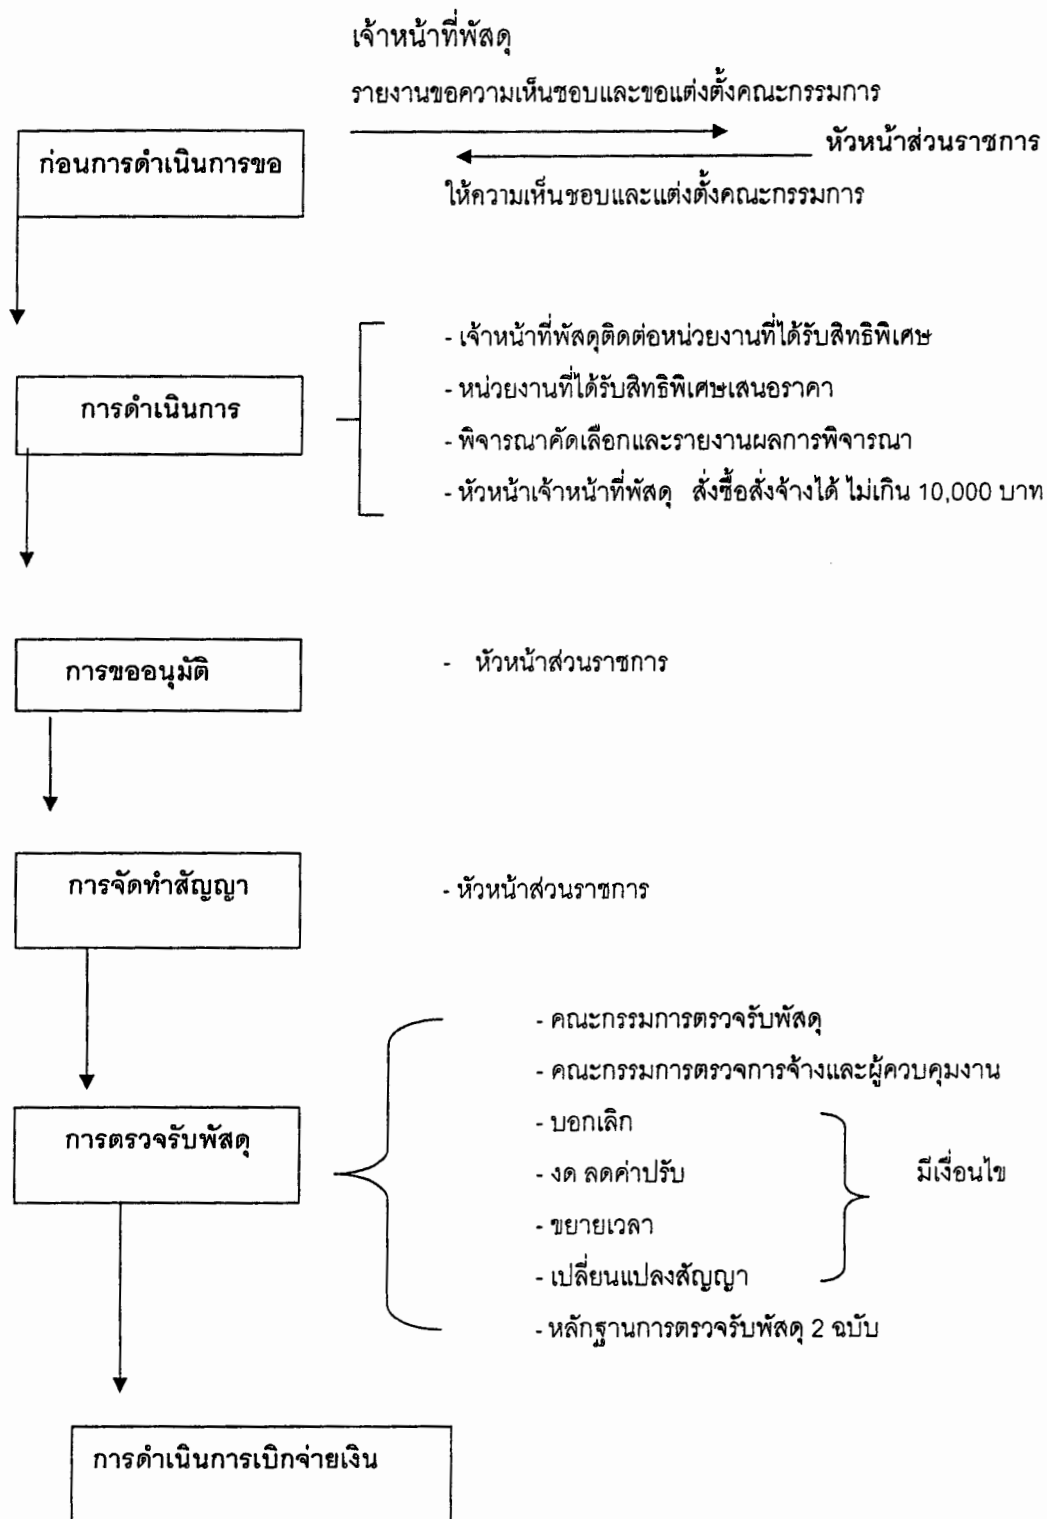 เจ้าหน้าที่พัสดุ
รายงานขอความเห็นชอบและขอแต่งตั้งคณะกรรมการ
ก่อนการดำเนินการขอ
หัวหน้าส่วนราชการ
ให้ความเห็นชอบและแต่งตั้งคณะกรรมการ
การดำเนินการ
- เจ้าหน้าที่พัสดุติดต่อหน่วยงานที่ได้รับสิทธิพิเศษ
- หน่วยงานที่ได้รับสิทธิพิเศษเสนอราคา
- พิจารณาคัดเลือกและรายงานผลการพิจารณา
- หัวหน้าเจ้าหน้าที่พัสดุ สั่งซื้อสั่งจ้างได้ ไม่เกิน 10,000 บาท
การขออนุมัติ
- หัวหน้าส่วนราชการ
การจัดทำสัญญา
- หัวหน้าส่วนราชการ
การตรวจรับพัสดุ
- คณะกรรมการตรวจรับพัสดุ
- คณะกรรมการตรวจการจ้างและผู้ควบคุมงาน
- บอกเลิก
- งด ลดค่าปรับ
- ขยายเวลา
- เปลี่ยนแปลงสัญญา
มีเงื่อนไข
- หลักฐานการตรวจรับพัสดุ 2 ฉบับ
การดำเนินการเบิกจ่ายเงิน